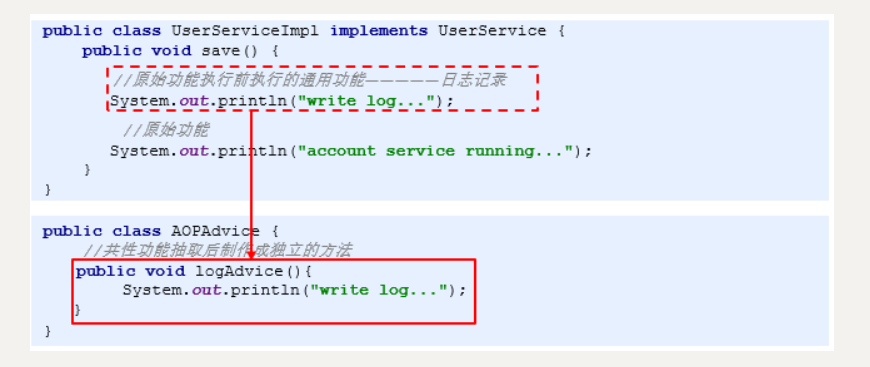 public class UserServiceImpl implements UserService {
public void save() {
//原始功能执行前执行的通用功能—————日志记录
System.out.println("write log...");
//原始功能
System.out.println("account service running...");
}
}
public class AOPAdvice {
//共性功能抽取后制作成独立的方法
public void logAdvice(){
System.out.println("write log...");
}
}